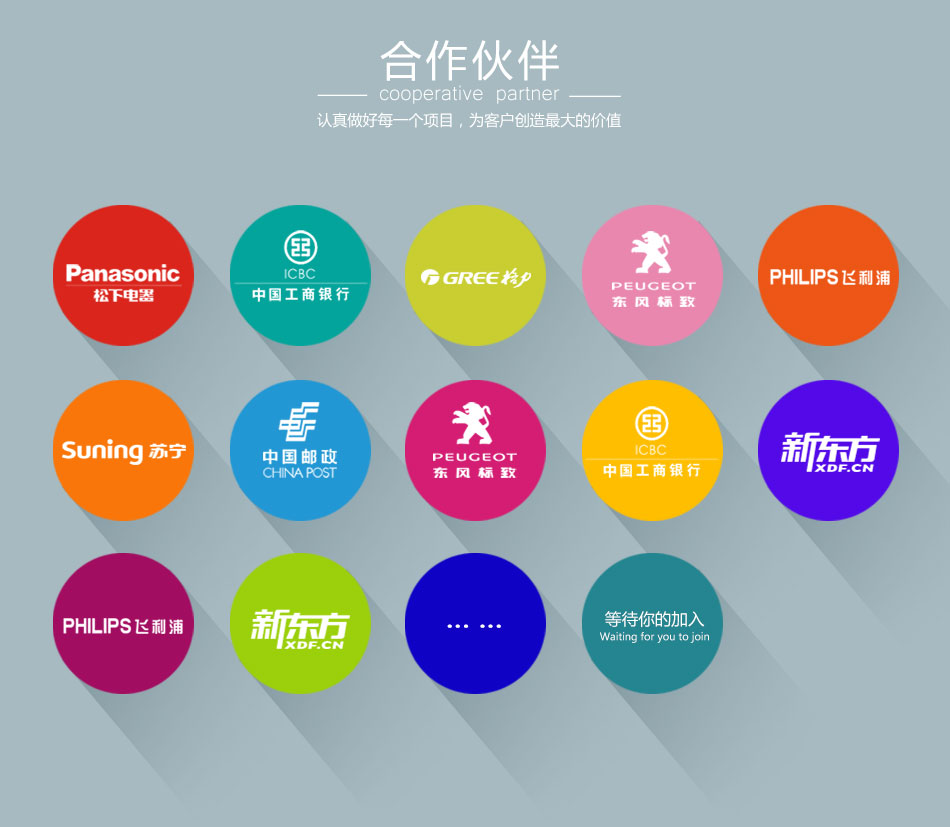 合作伙伴
cooperative partner
认真做好每一个项目，为客户创造最大的价值
Panasonic
松下电器
ICBC
中国工商银行
GREE 格力
PEUGEOT
东风标致
PHILIPS 飞利浦
Suning 苏宁
中国邮政
CHINA POST
PEUGEOT
东风标致
ICBC
中国工商银行
新东方
XDF.CN
PHILIPS 飞利浦
新东方
XDF.CN
... ...
等待你的加入
Waiting for you to join